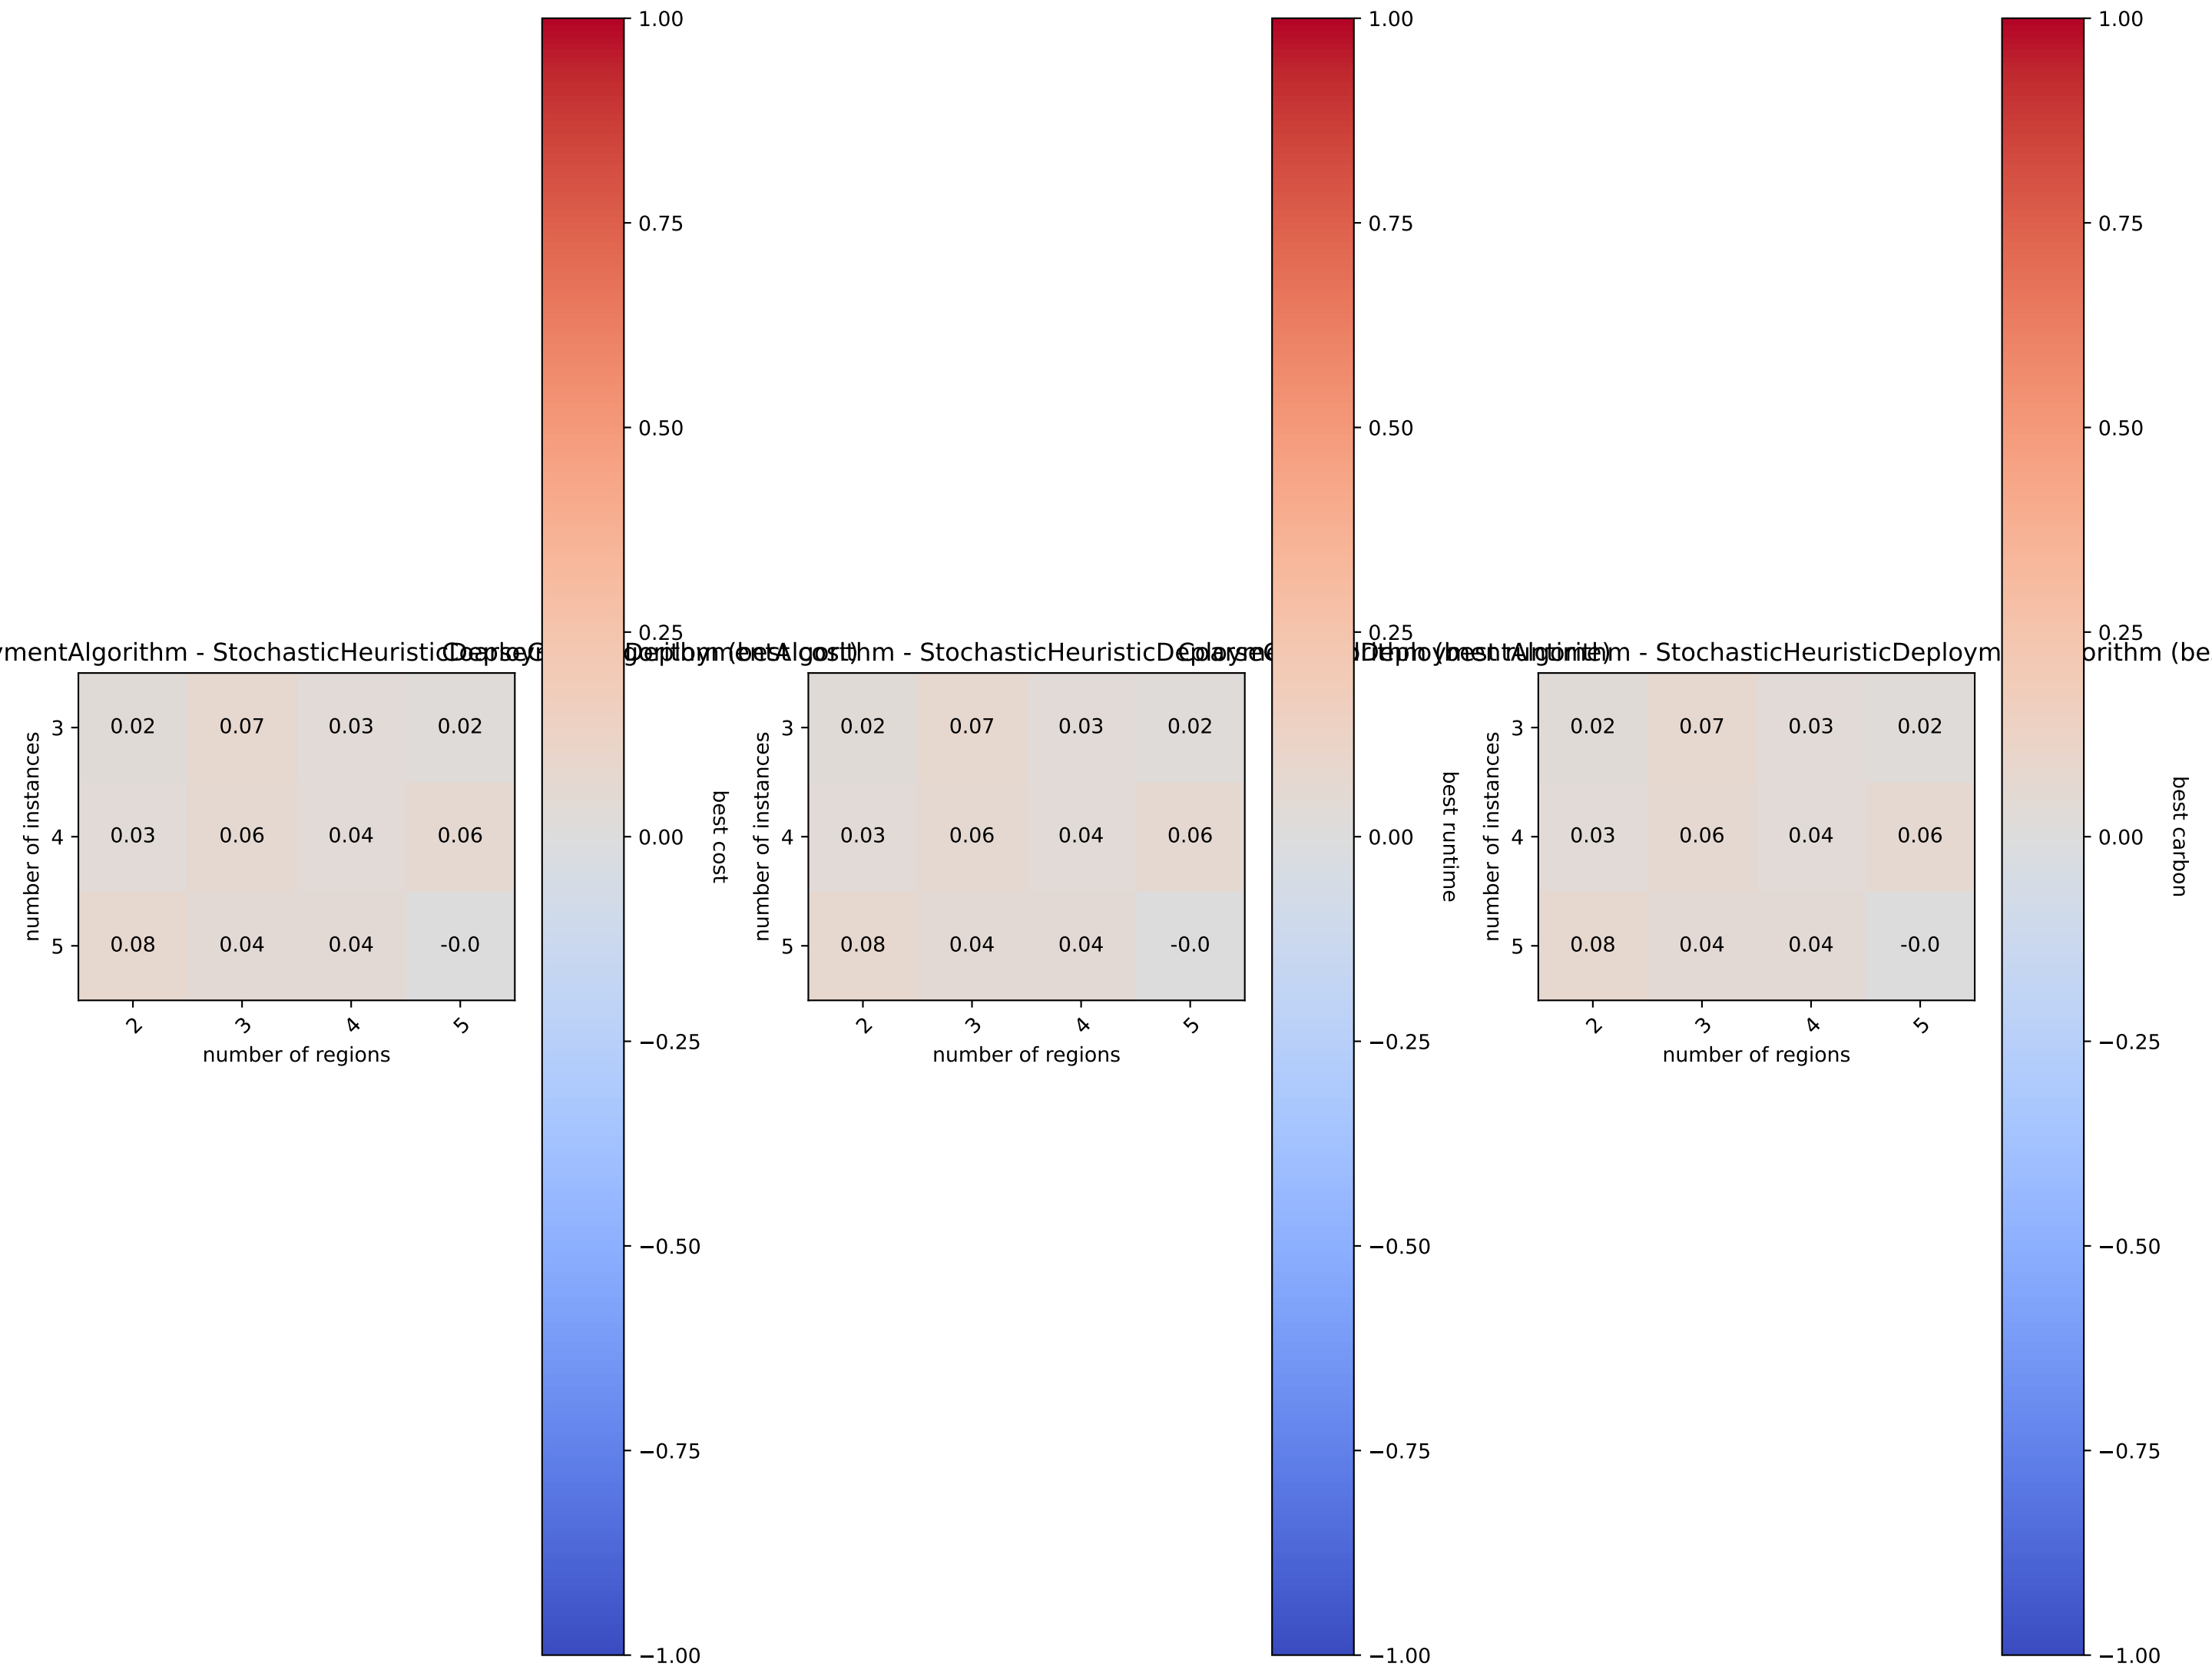 1.00
0.75
0.50
0.25
0.00
−0.25
−0.50
−0.75
−1.00
best cost
Algorithm - StochasticHeuristic
number of instances
3
4
5
0.02 0.07 0.03 0.02
0.03 0.06 0.04 0.06
0.08 0.04 0.04 -0.0
2 3 4 5
number of regions
1.00
0.75
0.50
0.25
0.00
−0.25
−0.50
−0.75
−1.00
best runtime
- StochasticHeuristic
number of instances
3
4
5
0.02 0.07 0.03 0.02
0.03 0.06 0.04 0.06
0.08 0.04 0.04 -0.0
2 3 4 5
number of regions
1.00
0.75
0.50
0.25
0.00
−0.25
−0.50
−0.75
−1.00
best carbon
- StochasticHeuristicDeploym
number of instances
3
4
5
0.02 0.07 0.03 0.02
0.03 0.06 0.04 0.06
0.08 0.04 0.04 -0.0
2 3 4 5
number of regions